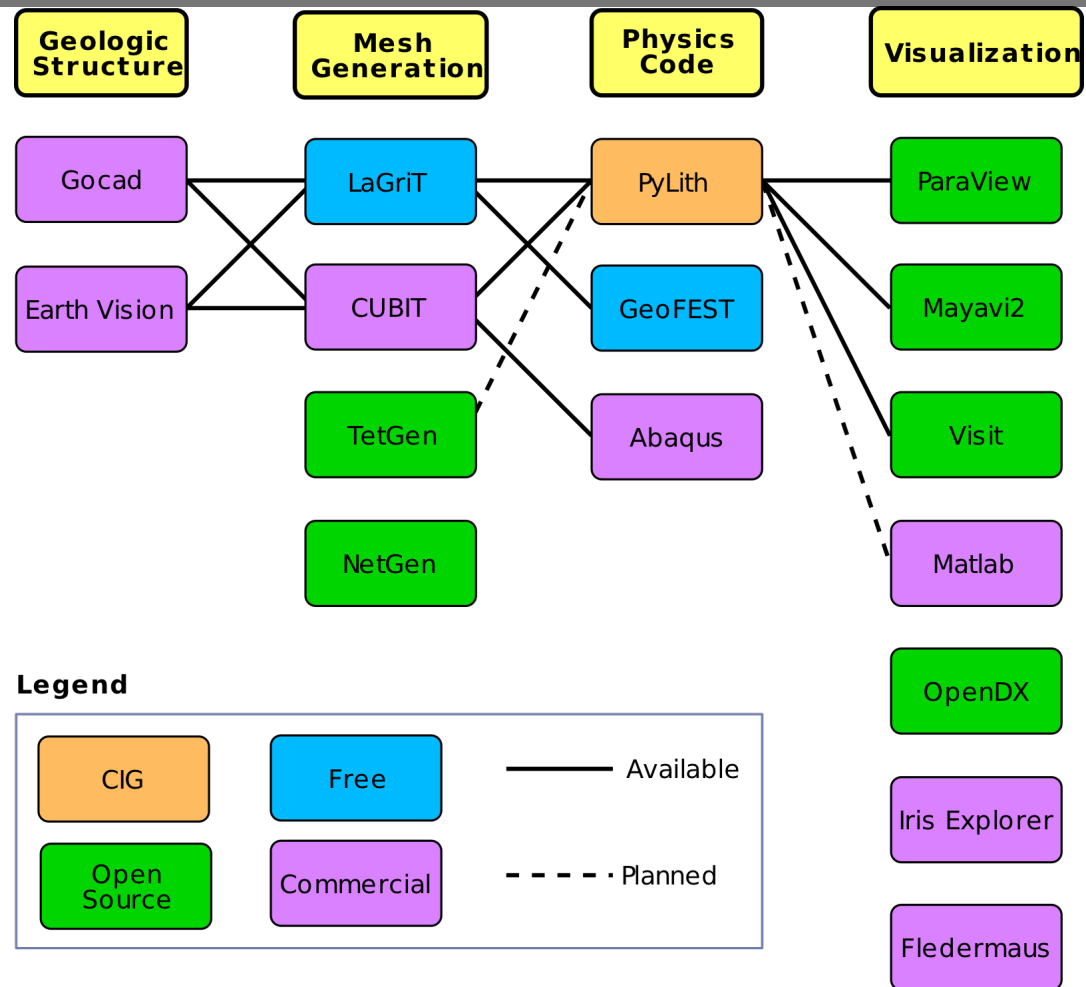 Geologic
Structure
Mesh
Generation
Physics
Code
Visualization
Gocad
LaGriT
PyLith
ParaView
Earth Vision
CUBIT
GeoFEST
Mayavi2
TetGen
Abaqus
Visit
NetGen
Matlab
Legend
OpenDX
CIG
Free
Available
Iris Explorer
Open
Source
Commercial
Planned
Fledermaus